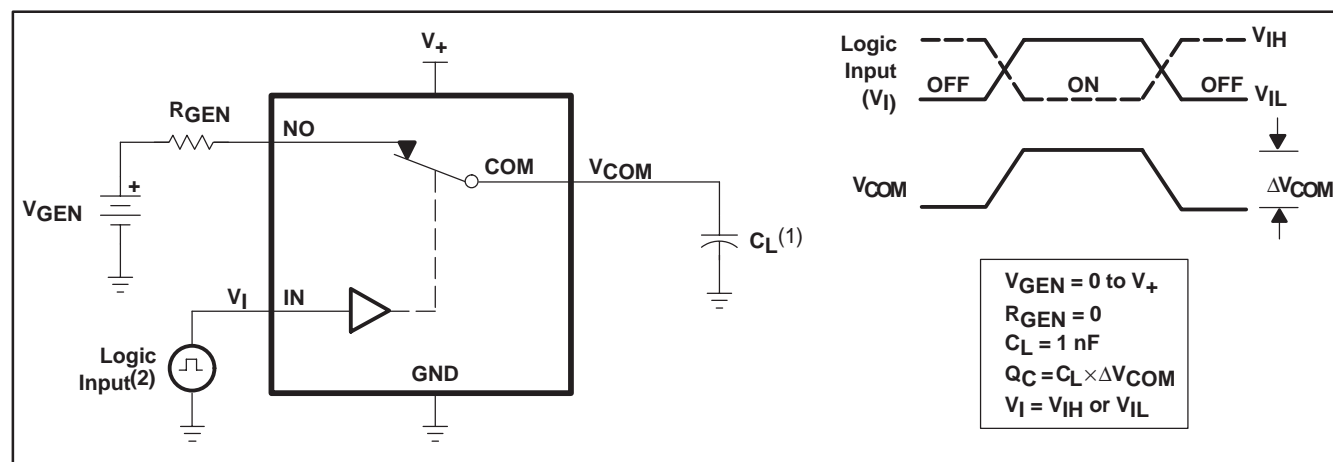 V+
RGEN
NO
COM
VCOM
VGEN
+
CL(1)
VI
IN
Logic
Input(2)
GND
Logic
Input
(VI)
VIH
OFF
ON
OFF
VIL
VCOM
ΔVCOM
VGEN = 0 to V+
RGEN = 0
CL = 1 nF
QC = CL × ΔVCOM
VI = VIH or VIL